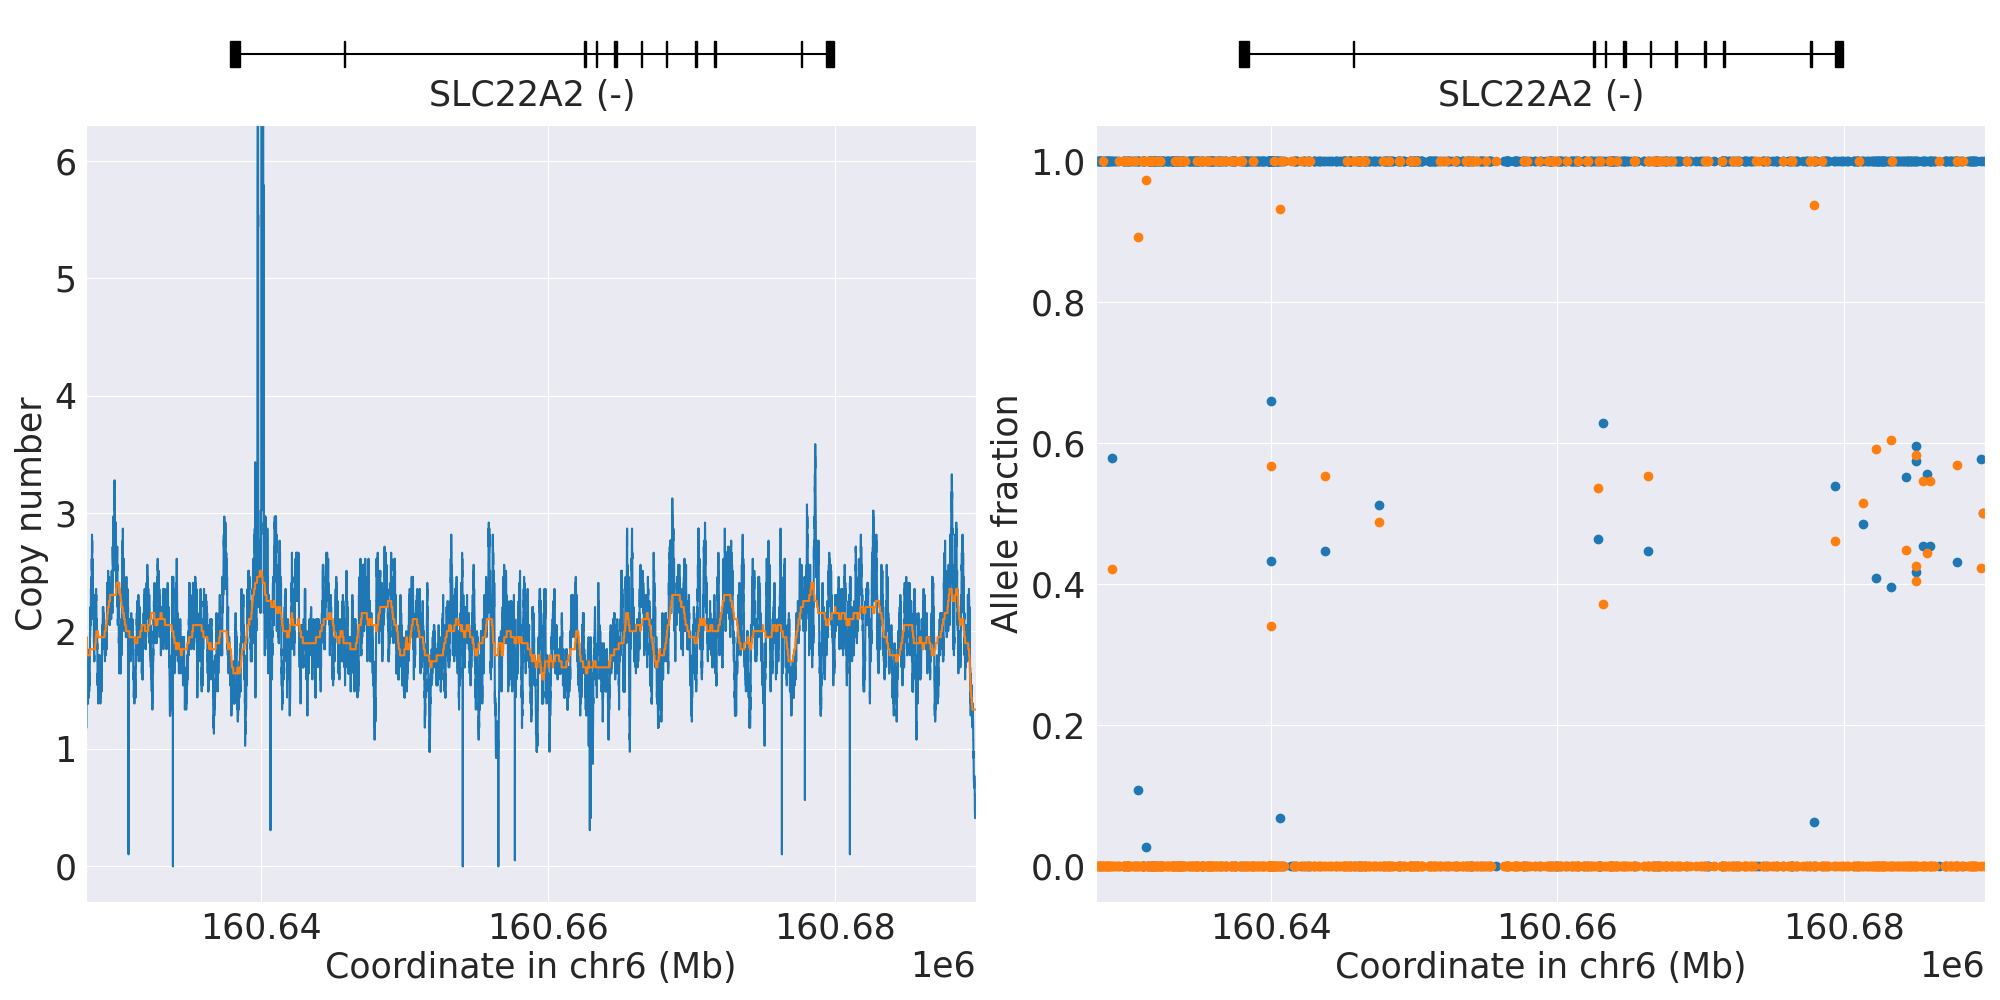 SLC22A2 (-)
6
5
4
3
2
1
0
Copy number
160.64 160.66 160.68
Coordinate in chr6 (Mb) 1e6
SLC22A2 (-)
1.0
0.8
0.6
0.4
0.2
0.0
Allele fraction
160.64 160.66 160.68
Coordinate in chr6 (Mb) 1e6